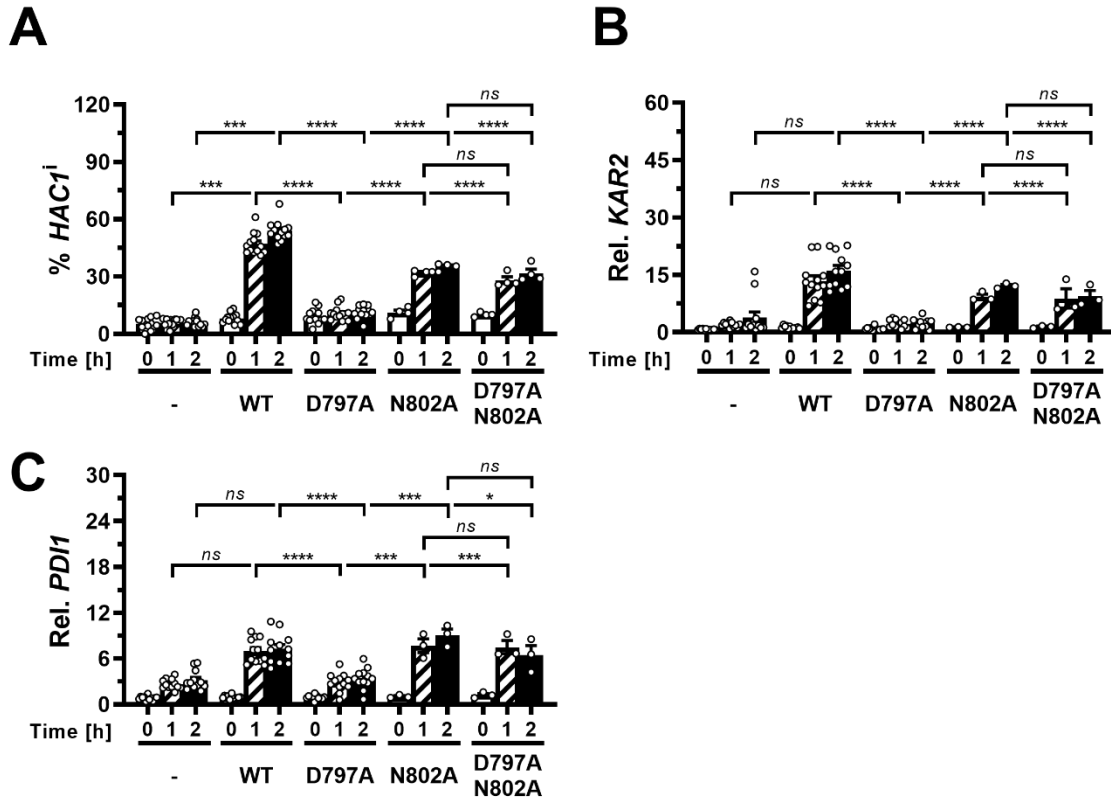 A
% HAC1ⁱ
120
90
60
30
0
ns
*** **** **** ****
ns
*** **** **** ****
Time [h] 0 1 2 0 1 2 0 1 2 0 1 2 0 1 2
- WT D797A N802A D797A
N802A
B
Rel. KAR2
60
45
30
15
0
ns
ns **** **** ****
ns
ns **** **** ****
Time [h] 0 1 2 0 1 2 0 1 2 0 1 2 0 1 2
- WT D797A N802A D797A
N802A
C
Rel. PDI1
30
24
18
12
6
0
ns
ns **** *** *
ns
ns **** *** ***
Time [h] 0 1 2 0 1 2 0 1 2 0 1 2 0 1 2
- WT D797A N802A D797A
N802A